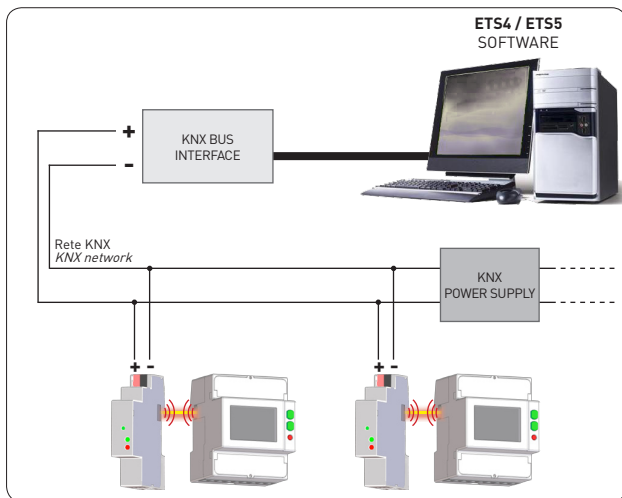 ETS4 / ETS5
SOFTWARE
+
KNX BUS
INTERFACE
-
Rete KNX
KNX network
KNX
POWER SUPPLY
+ -
+ -